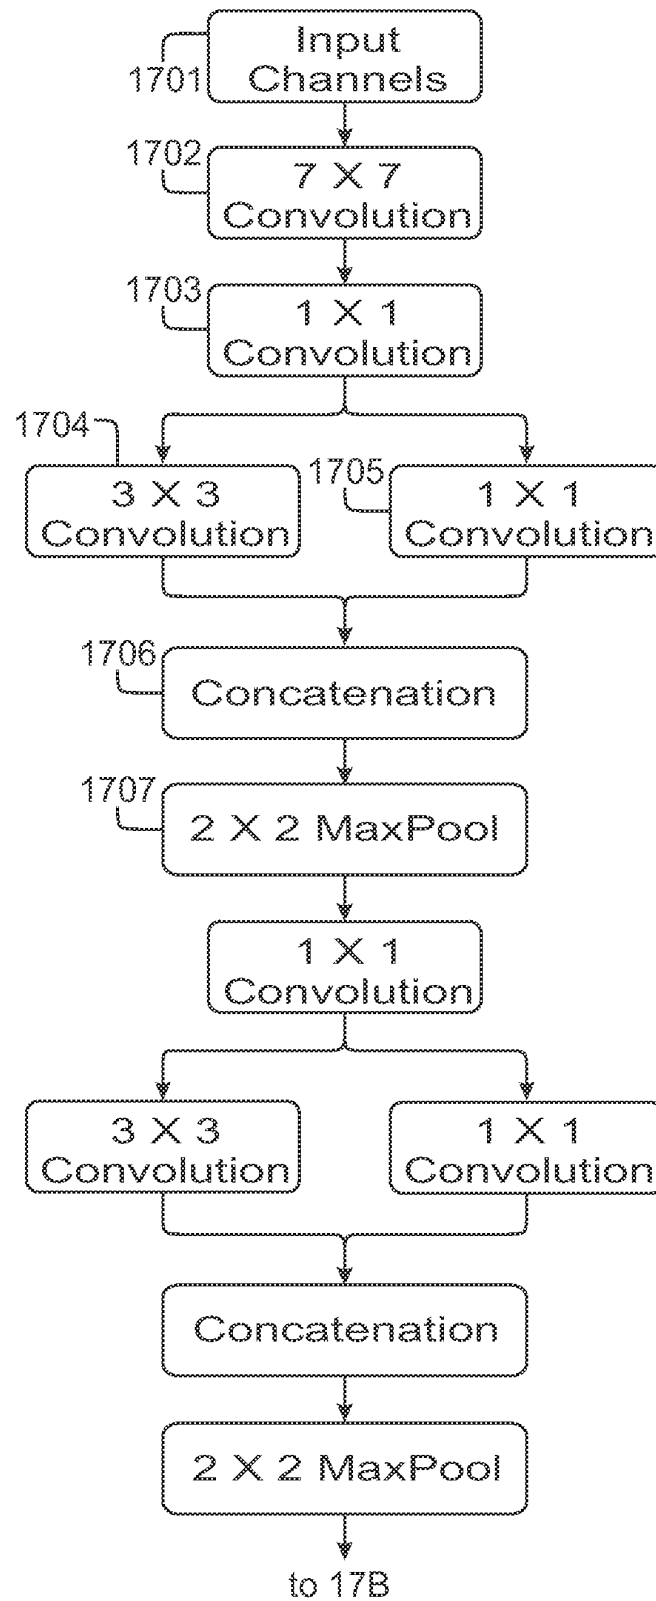 Input
Channels
1701
1702
7 X 7
Convolution
1703
1 X 1
Convolution
1704
3 X 3
Convolution
1705
1 X 1
Convolution
1706
Concatenation
1707
2 X 2 MaxPool
1 X 1
Convolution
3 X 3
Convolution
1 X 1
Convolution
Concatenation
2 X 2 MaxPool
to 17B